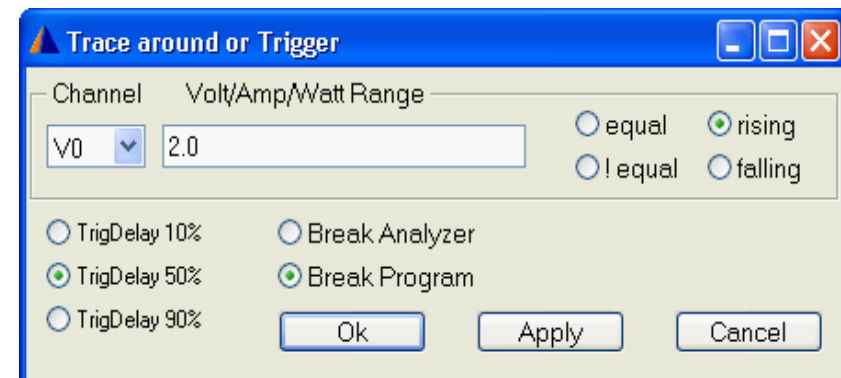 Trace around or Trigger
Channel Volt/Amp/Watt Range
V0 2.0
equal rising
! equal falling
TrigDelay 10% Break Analyzer
TrigDelay 50% Break Program
TrigDelay 90%
Ok Apply Cancel